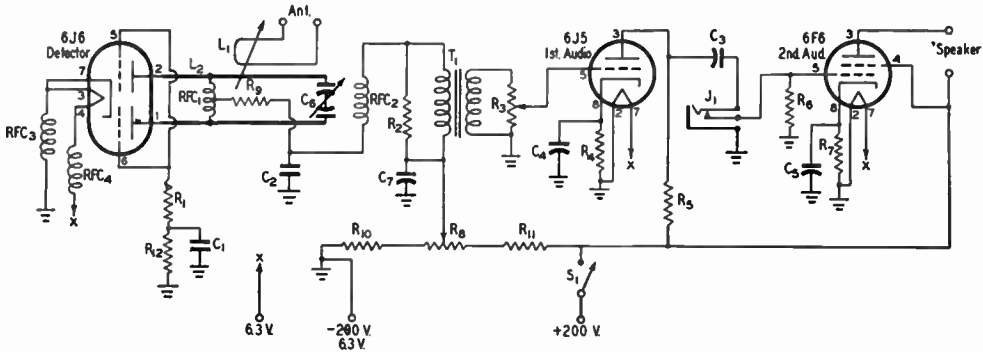 6J6
Detector
5
7
3
4
6
2
1
L2
RFC1
R9
L1
Ant.
C6
RFC2
R2
T1
R3
RFC3
RFC4
X
R1
R12
C1
C2
C7
6J5
1st. Audio
3
5
8
2
7
C4
R4
X
C3
J1
R5
R6
6F6
2nd Aud.
3
5
4
8
2
7
C5
R7
X
Speaker
R10
R8
R11
S1
X
6.3 V.
-200 V.
6.3 V.
+200 V.